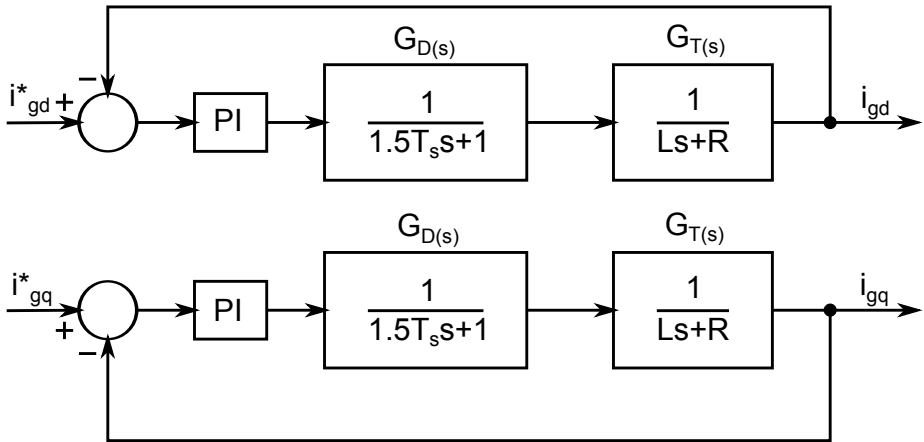 G_D(s) G_T(s)
i*_gd + − PI 1 / 1.5T_s s+1 1 / Ls+R i_gd
G_D(s) G_T(s)
i*_gq + − PI 1 / 1.5T_s s+1 1 / Ls+R i_gq